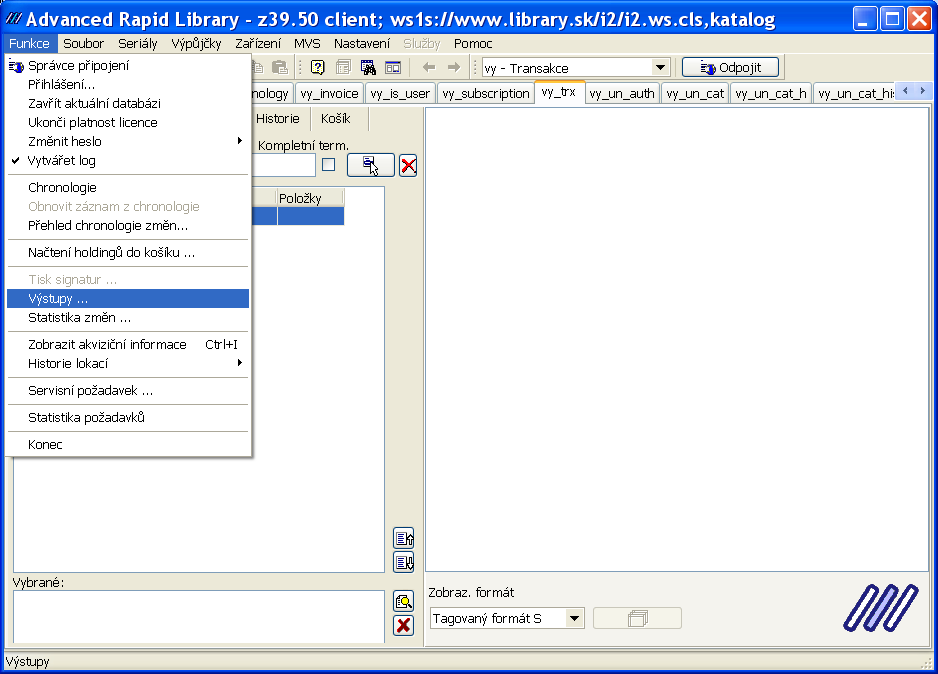 Advanced Rapid Library - z39.50 client; ws1s://www.library.sk/i2/i2.ws.cls,katalog
Funkce Soubor Seriály Výpůjčky Zařízení MVS Nastavení Služby Pomoc
vy - Transakce Odpojit
nology vy_invoice vy_is_user vy_subscription vy_trx vy_un_auth vy_un_cat vy_un_cat_h vy_un_cat_his
Správce připojení
Přihlášení...
Zavřít aktuální databázi
Ukonči platnost licence
Změnit heslo
Vytvářet log
Chronologie
Obnovit záznam z chronologie
Přehled chronologie změn...
Načtení holdingů do košíku ...
Tisk signatur ...
Výstupy ...
Statistika změn ...
Zobrazit akviziční informace Ctrl+I
Historie lokací
Servisní požadavek ...
Statistika požadavků
Konec
Historie Košík
Kompletní term.
Položky
Vybrané:
Zobraz. formát
Tagovaný formát S
Výstupy